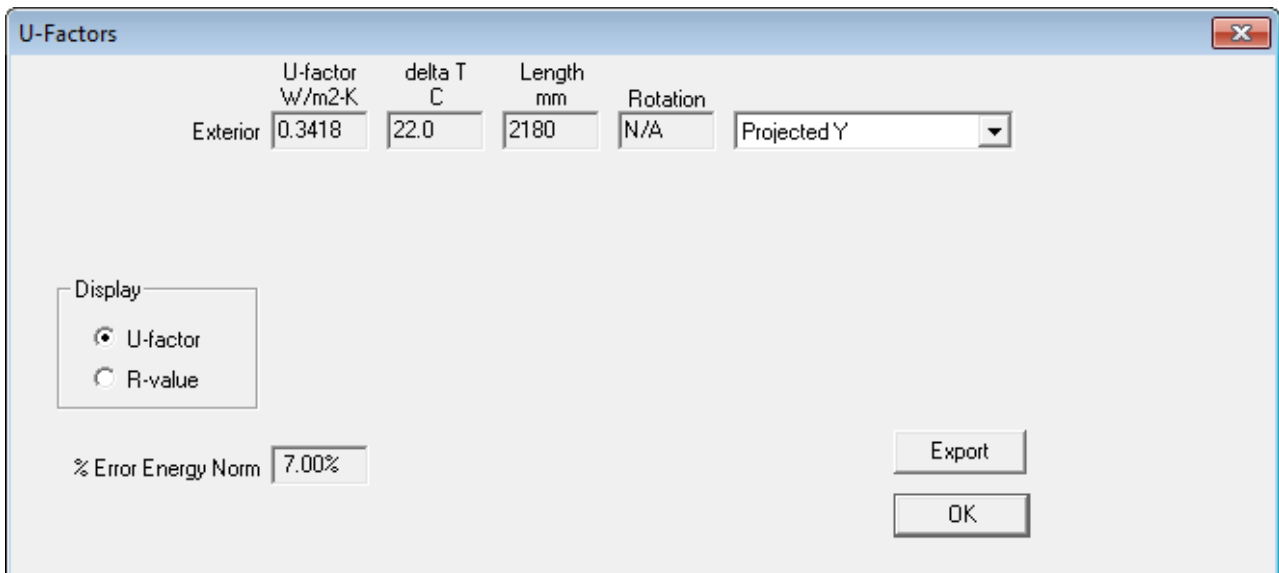 U-Factors
U-factor delta T Length
W/m2-K C mm Rotation
Exterior 0.3418 22.0 2180 N/A Projected Y
Display
U-factor
R-value
% Error Energy Norm 7.00%
Export
OK